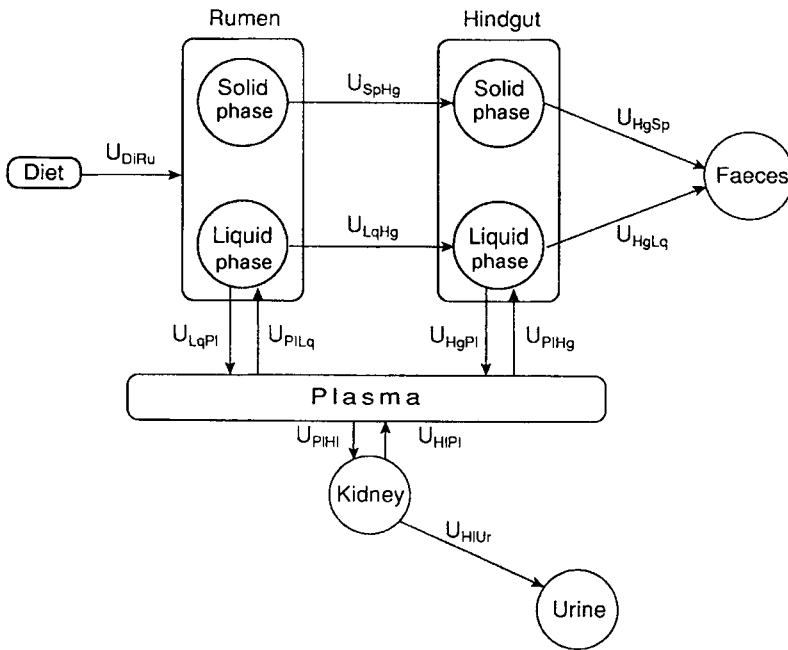 Rumen
Hindgut
Solid
phase
U_SpHg
Solid
phase
U_HgSp
Diet
U_DiRu
Faeces
Liquid
phase
U_LqHg
Liquid
phase
U_HgLq
U_LqPl
U_PlLq
U_HgPl
U_PlHg
Plasma
U_PlHl
U_HlPl
Kidney
U_HlUr
Urine